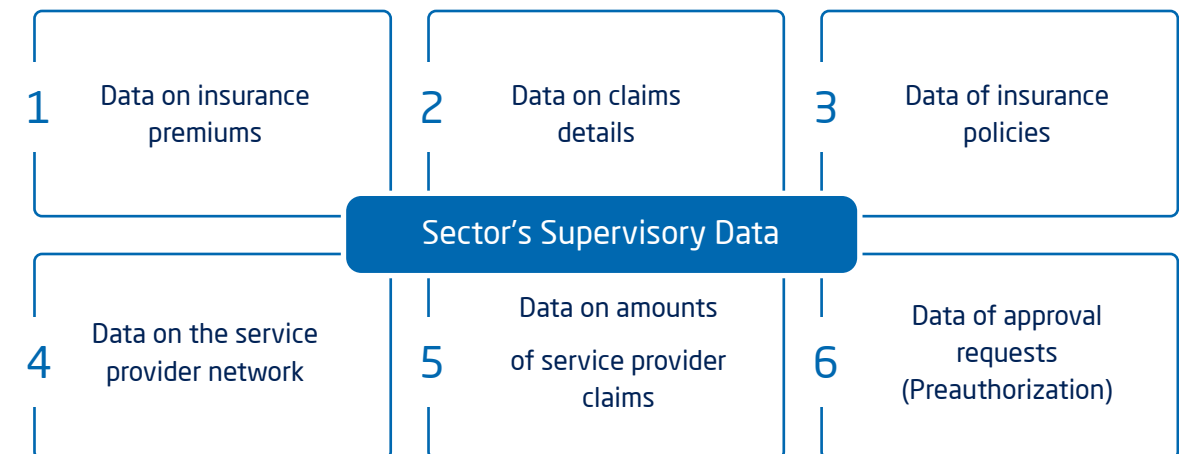 1
Data on insurance
premiums
2
Data on claims
details
3
Data of insurance
policies
Sector's Supervisory Data
4
Data on the service
provider network
5
Data on amounts
of service provider
claims
6
Data of approval
requests
(Preauthorization)